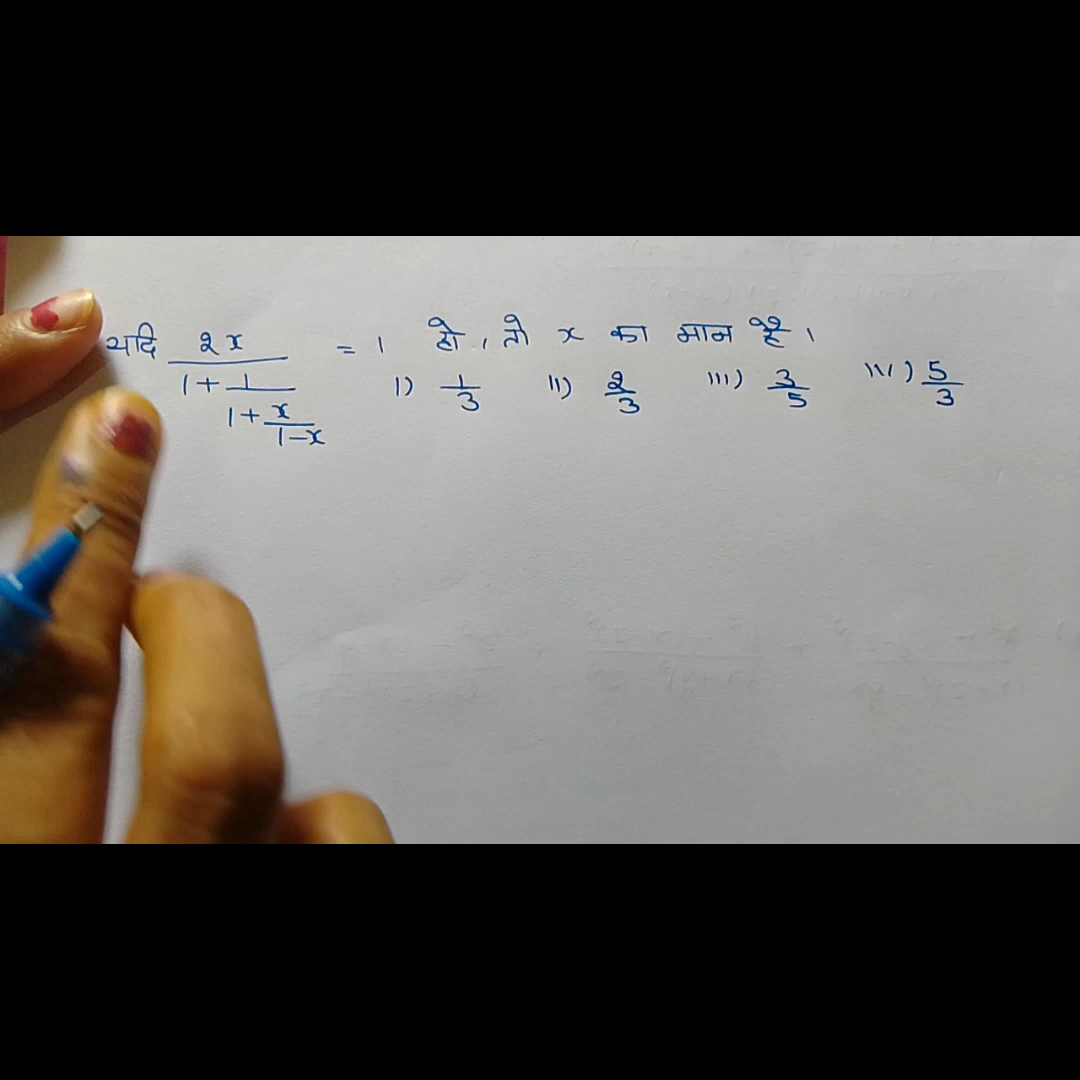 यदि 2x = 1 हो, तो x का मान है।
1+1 i) 1/3 ii) 2/3 iii) 3/5 iv) 5/3
1+x
1-x